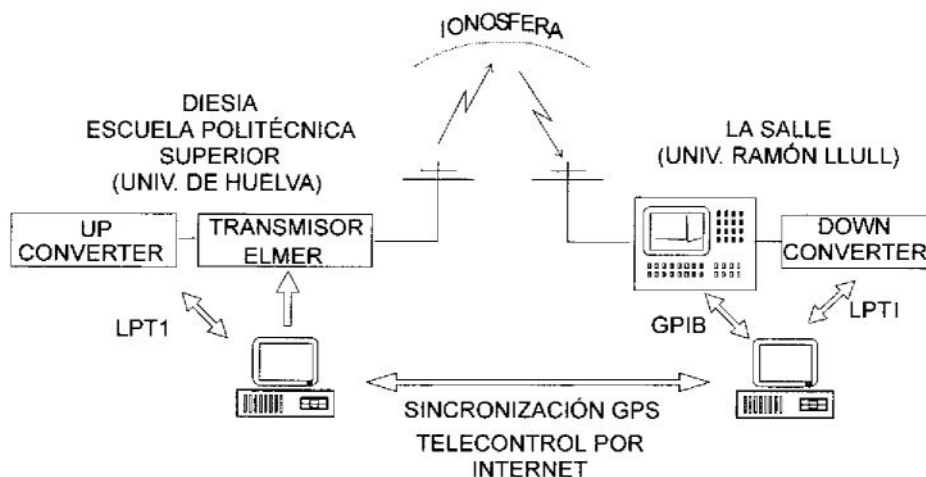 IONOSFERA
DIESIA
ESCUELA POLITÉCNICA
SUPERIOR
(UNIV. DE HUELVA)
LA SALLE
(UNIV. RAMÓN LLULL)
UP
CONVERTER
TRANSMISOR
ELMER
DOWN
CONVERTER
LPT1
GPIB
LPTI
SINCRONIZACIÓN GPS
TELECONTROL POR
INTERNET